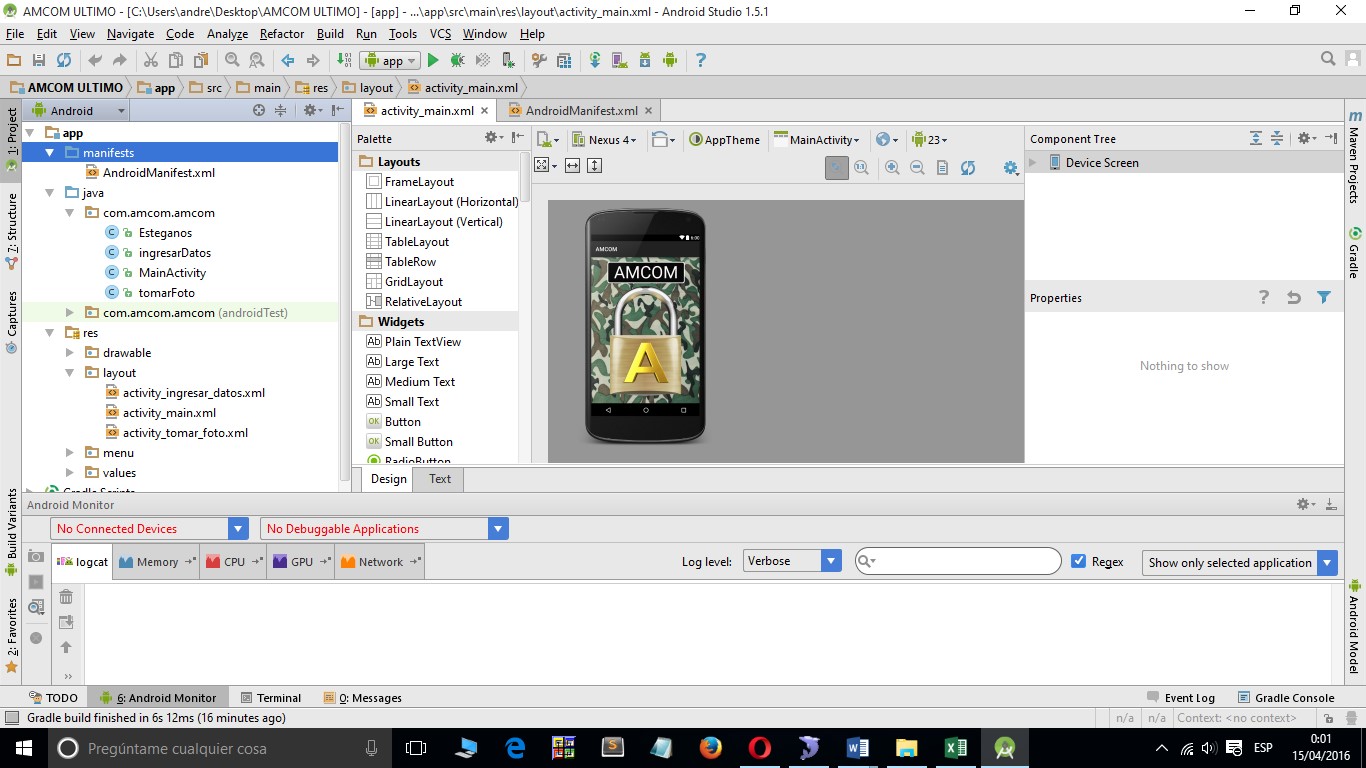 AMCOM ULTIMO - [C:\Users\andre\Desktop\AMCOM ULTIMO] - [app] - ...\app\src\main\res\layout\activity_main.xml - Android Studio 1.5.1
File Edit View Navigate Code Analyze Refactor Build Run Tools VCS Window Help
app
AMCOM ULTIMO app src main res layout activity_main.xml
1: Project
7: Structure
Captures
Build Variants
2: Favorites
Android
app
manifests
AndroidManifest.xml
java
com.amcom.amcom
Esteganos
ingresarDatos
MainActivity
tomarFoto
com.amcom.amcom (androidTest)
res
drawable
layout
activity_ingresar_datos.xml
activity_main.xml
activity_tomar_foto.xml
menu
values
Gradle Scripts
activity_main.xml AndroidManifest.xml
Palette
Layouts
FrameLayout
LinearLayout (Horizontal)
LinearLayout (Vertical)
TableLayout
TableRow
GridLayout
RelativeLayout
Widgets
Plain TextView
Large Text
Medium Text
Small Text
Button
Small Button
RadioButton
Nexus 4 AppTheme MainActivity 23
6:00
AMCOM
AMCOM
A
Design Text
Component Tree
Device Screen
Properties
Nothing to show
m Maven Projects
Gradle
Android Model
Android Monitor
No Connected Devices No Debuggable Applications
logcat Memory CPU GPU Network Log level: Verbose Regex Show only selected application
TODO 6: Android Monitor Terminal 0: Messages Event Log Gradle Console
Gradle build finished in 6s 12ms (16 minutes ago) n/a n/a Context: <no context>
Pregúntame cualquier cosa
ESP
0:01
15/04/2016